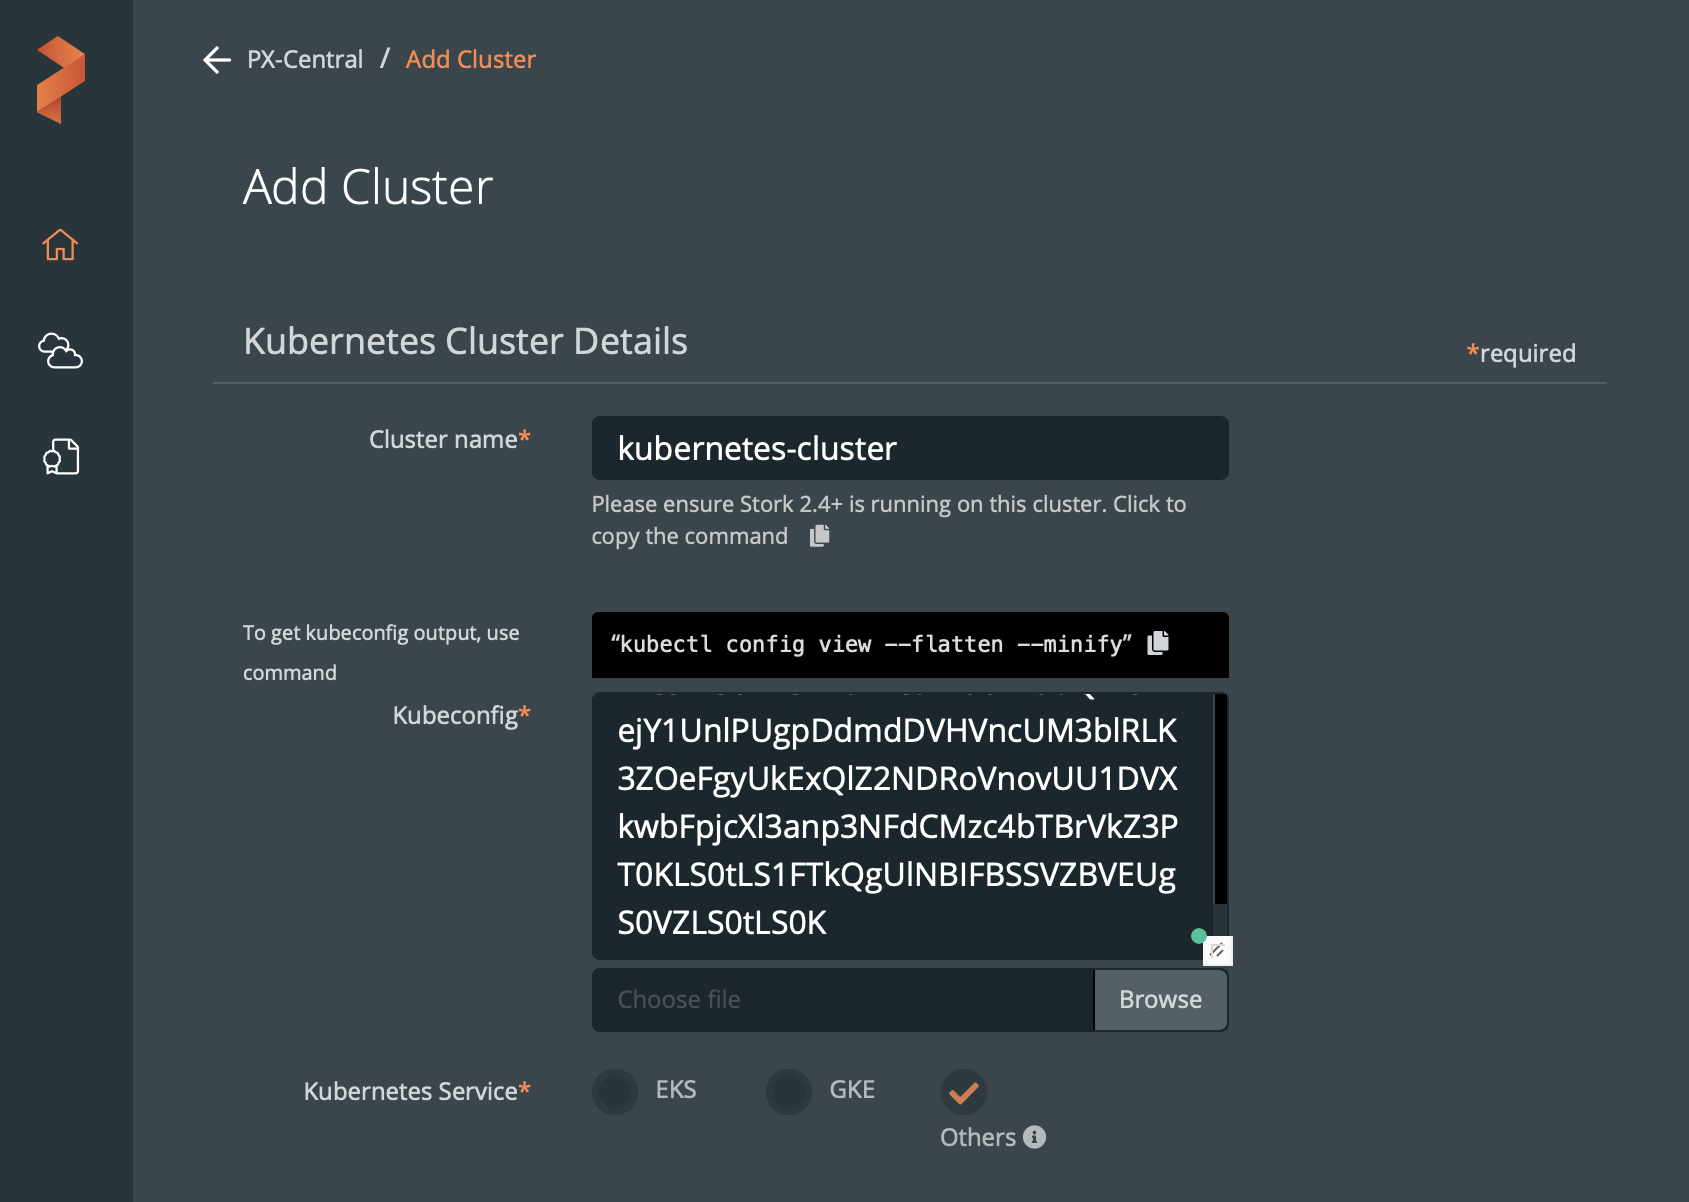 PX-Central / Add Cluster
Add Cluster
Kubernetes Cluster Details
*required
Cluster name*
kubernetes-cluster
Please ensure Stork 2.4+ is running on this cluster. Click to
copy the command
To get kubeconfig output, use
command
“kubectl config view --flatten --minify”
Kubeconfig*
ejY1UnlPUgpDdmdDVHVncUM3blRLK
3ZOeFgyUkExQlZ2NDRoVnovUU1DVX
kwbFpjcXl3anp3NFdCMzc4bTBrVkZ3P
T0KLS0tLS1FTkQgUlNBIFBSSVZBVEUg
S0VZLS0tLS0K
Choose file
Browse
Kubernetes Service*
EKS
GKE
Others